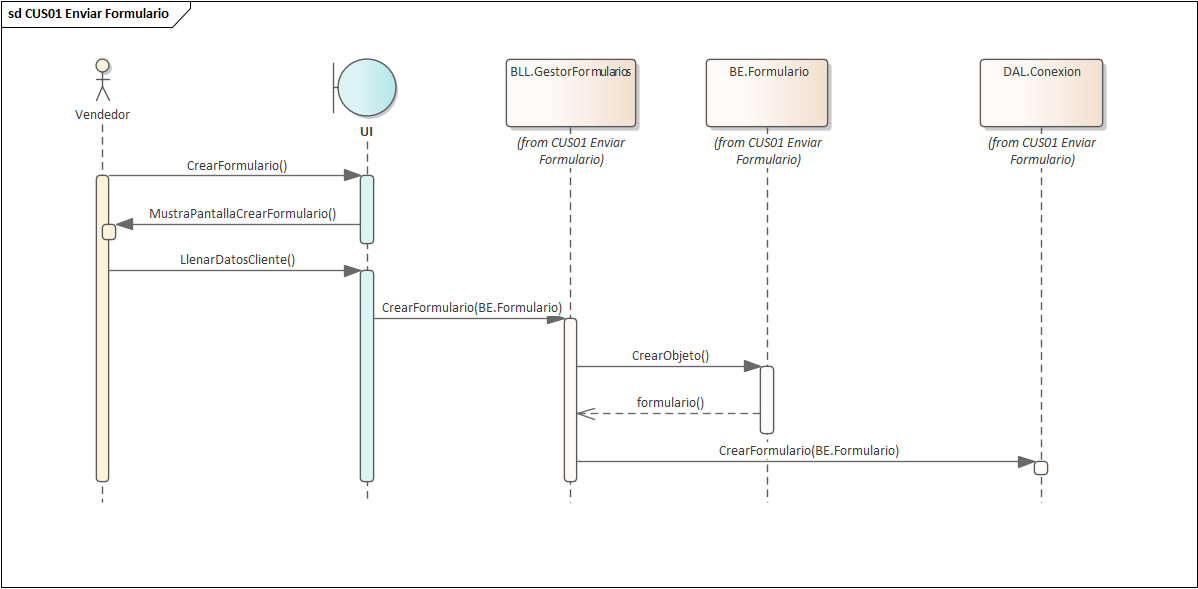 sd CUS01 Enviar Formulario
Vendedor
UI
BLL.GestorFormularios
(from CUS01 Enviar
Formulario)
BE.Formulario
(from CUS01 Enviar
Formulario)
DAL.Conexion
(from CUS01 Enviar
Formulario)
CrearFormulario()
MustraPantallaCrearFormulario()
LlenarDatosCliente()
CrearFormulario(BE.Formulario)
CrearObjeto()
formulario()
CrearFormulario(BE.Formulario)